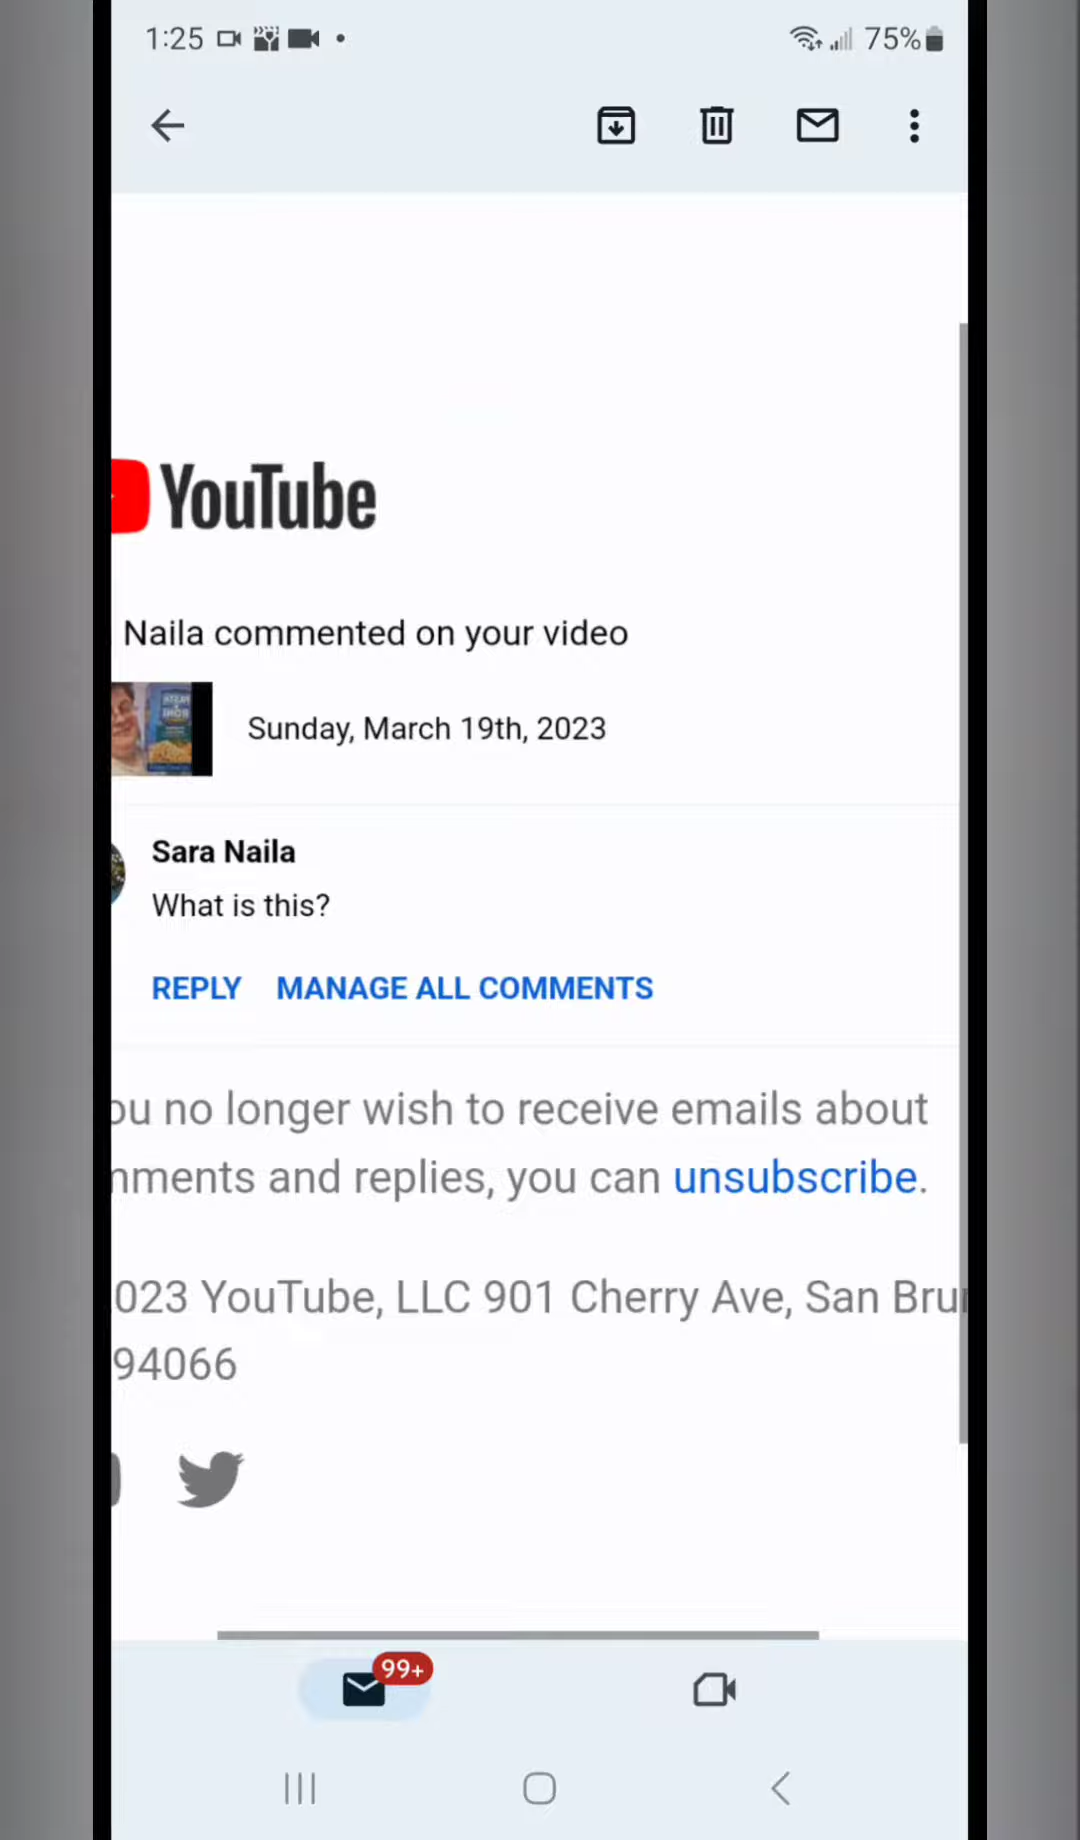 1:25
75%
YouTube
Naila commented on your video
Sunday, March 19th, 2023
Sara Naila
What is this?
REPLY MANAGE ALL COMMENTS
ou no longer wish to receive emails about
mments and replies, you can unsubscribe.
023 YouTube, LLC 901 Cherry Ave, San Bru
94066
99+